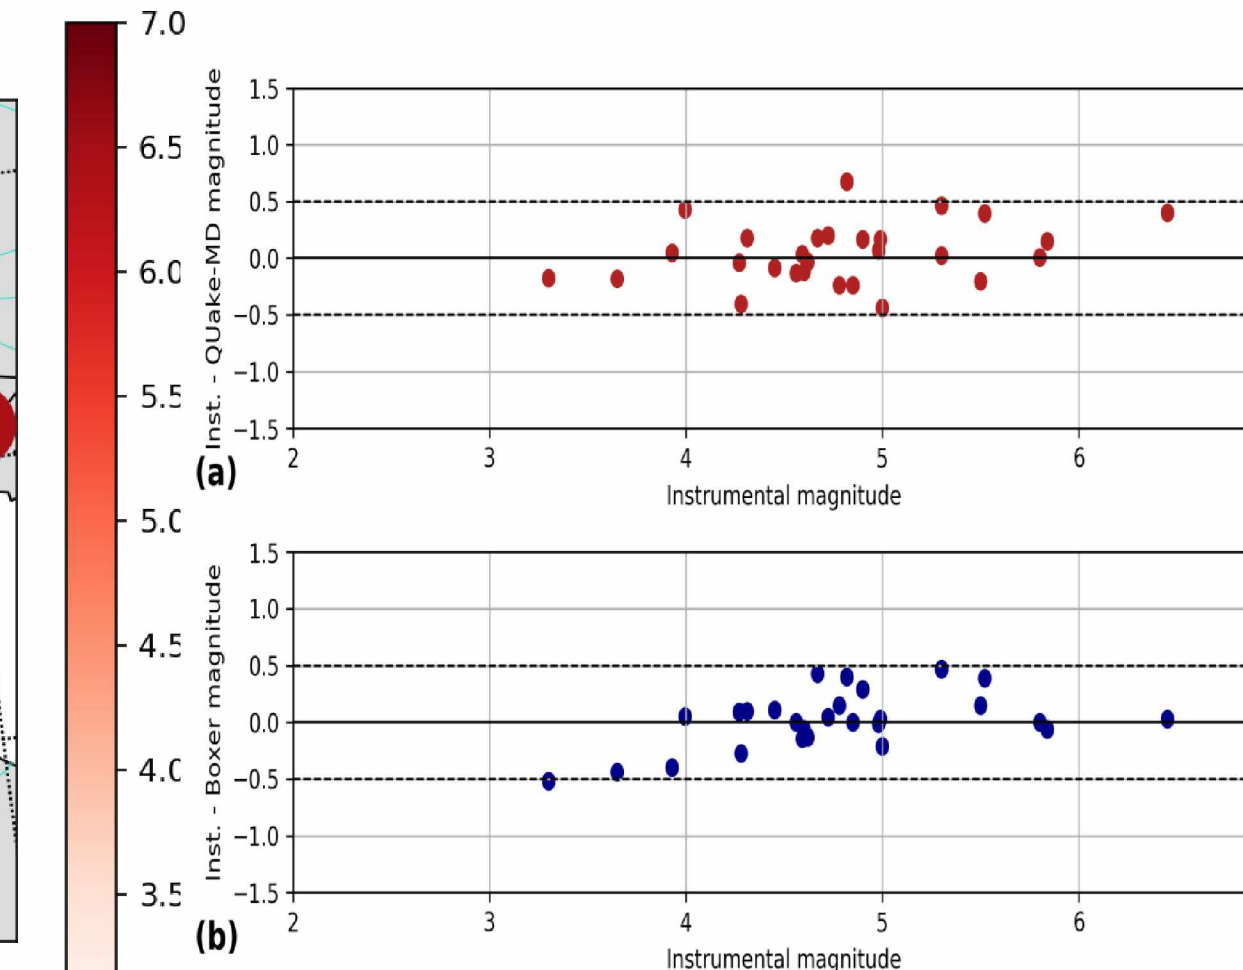 7.0
6.5
6.0
5.5
5.0
4.5
4.0
3.5
Inst. - QUake-MD magnitude
1.5
1.0
0.5
0.0
−0.5
−1.0
−1.5
2 3 4 5 6
(a)
Instrumental magnitude
Inst. - Boxer magnitude
1.5
1.0
0.5
0.0
−0.5
−1.0
−1.5
2 3 4 5 6
(b)
Instrumental magnitude